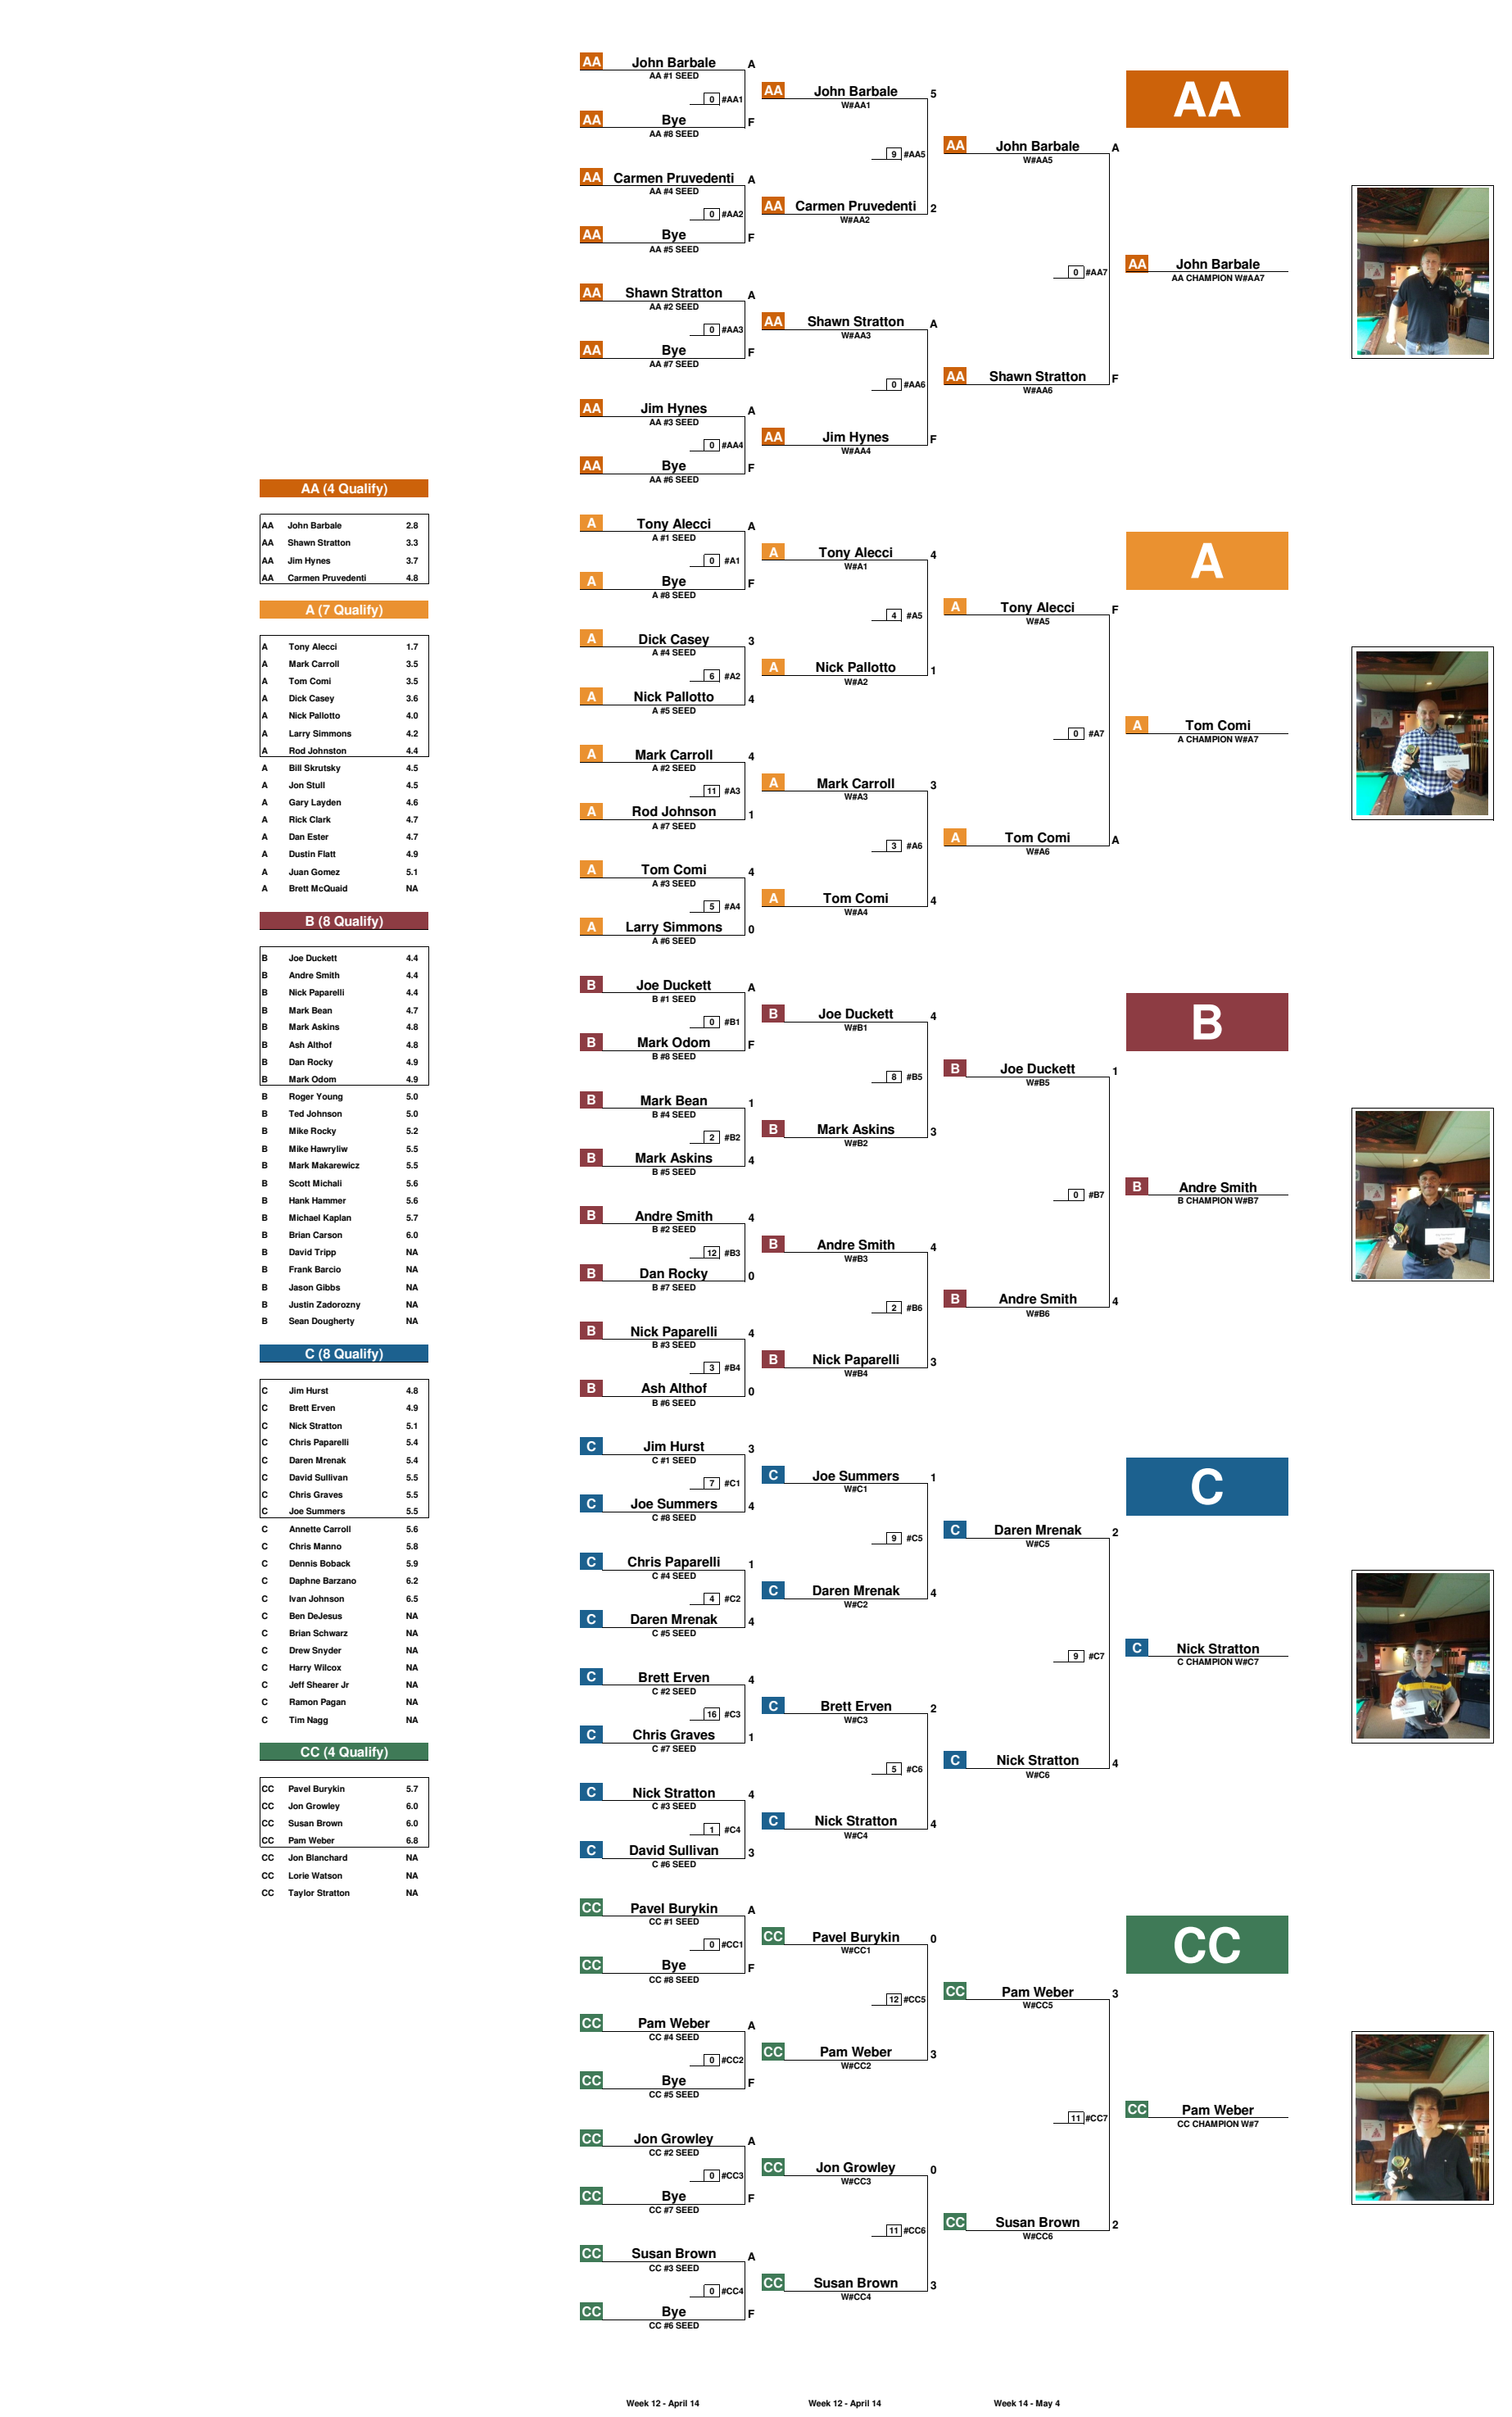 AA (4 Qualify)
AA John Barbale 2.8
AA Shawn Stratton 3.3
AA Jim Hynes 3.7
AA Carmen Pruvedenti 4.8
A (7 Qualify)
A Tony Alecci 1.7
A Mark Carroll 3.5
A Tom Comi 3.5
A Dick Casey 3.6
A Nick Pallotto 4.0
A Larry Simmons 4.2
A Rod Johnston 4.4
A Bill Skrutsky 4.5
A Jon Stull 4.5
A Gary Layden 4.6
A Rick Clark 4.7
A Dan Ester 4.7
A Dustin Flatt 4.9
A Juan Gomez 5.1
A Brett McQuaid NA
B (8 Qualify)
B Joe Duckett 4.4
B Andre Smith 4.4
B Nick Paparelli 4.4
B Mark Bean 4.7
B Mark Askins 4.8
B Ash Althof 4.8
B Dan Rocky 4.9
B Mark Odom 4.9
B Roger Young 5.0
B Ted Johnson 5.0
B Mike Rocky 5.2
B Mike Hawryliw 5.5
B Mark Makarewicz 5.5
B Scott Michali 5.6
B Hank Hammer 5.6
B Michael Kaplan 5.7
B Brian Carson 6.0
B David Tripp NA
B Frank Barcio NA
B Jason Gibbs NA
B Justin Zadorozny NA
B Sean Dougherty NA
C (8 Qualify)
C Jim Hurst 4.8
C Brett Erven 4.9
C Nick Stratton 5.1
C Chris Paparelli 5.4
C Daren Mrenak 5.4
C David Sullivan 5.5
C Chris Graves 5.5
C Joe Summers 5.5
C Annette Carroll 5.6
C Chris Manno 5.8
C Dennis Boback 5.9
C Daphne Barzano 6.2
C Ivan Johnson 6.5
C Ben DeJesus NA
C Brian Schwarz NA
C Drew Snyder NA
C Harry Wilcox NA
C Jeff Shearer Jr NA
C Ramon Pagan NA
C Tim Nagg NA
CC (4 Qualify)
CC Pavel Burykin 5.7
CC Jon Growley 6.0
CC Susan Brown 6.0
CC Pam Weber 6.8
CC Jon Blanchard NA
CC Lorie Watson NA
CC Taylor Stratton NA
AA John Barbale A
AA #1 SEED
0 #AA1
AA Bye F
AA #8 SEED
AA Carmen Pruvedenti A
AA #4 SEED
0 #AA2
AA Bye F
AA #5 SEED
AA Shawn Stratton A
AA #2 SEED
0 #AA3
AA Bye F
AA #7 SEED
AA Jim Hynes A
AA #3 SEED
0 #AA4
AA Bye F
AA #6 SEED
A Tony Alecci A
A #1 SEED
0 #A1
A Bye F
A #8 SEED
A Dick Casey 3
A #4 SEED
6 #A2
A Nick Pallotto 4
A #5 SEED
A Mark Carroll 4
A #2 SEED
11 #A3
A Rod Johnson 1
A #7 SEED
A Tom Comi 4
A #3 SEED
5 #A4
A Larry Simmons 0
A #6 SEED
B Joe Duckett A
B #1 SEED
0 #B1
B Mark Odom F
B #8 SEED
B Mark Bean 1
B #4 SEED
2 #B2
B Mark Askins 4
B #5 SEED
B Andre Smith 4
B #2 SEED
12 #B3
B Dan Rocky 0
B #7 SEED
B Nick Paparelli 4
B #3 SEED
3 #B4
B Ash Althof 0
B #6 SEED
C Jim Hurst 3
C #1 SEED
7 #C1
C Joe Summers 4
C #8 SEED
C Chris Paparelli 1
C #4 SEED
4 #C2
C Daren Mrenak 4
C #5 SEED
C Brett Erven 4
C #2 SEED
16 #C3
C Chris Graves 1
C #7 SEED
C Nick Stratton 4
C #3 SEED
1 #C4
C David Sullivan 3
C #6 SEED
CC Pavel Burykin A
CC #1 SEED
0 #CC1
CC Bye F
CC #8 SEED
CC Pam Weber A
CC #4 SEED
0 #CC2
CC Bye F
CC #5 SEED
CC Jon Growley A
CC #2 SEED
0 #CC3
CC Bye F
CC #7 SEED
CC Susan Brown A
CC #3 SEED
0 #CC4
CC Bye F
CC #6 SEED
Week 12 - April 14
AA John Barbale 5
W#AA1
9 #AA5
AA Carmen Pruvedenti 2
W#AA2
AA Shawn Stratton A
W#AA3
0 #AA6
AA Jim Hynes F
W#AA4
A Tony Alecci 4
W#A1
4 #A5
A Nick Pallotto 1
W#A2
A Mark Carroll 3
W#A3
3 #A6
A Tom Comi 4
W#A4
B Joe Duckett 4
W#B1
8 #B5
B Mark Askins 3
W#B2
B Andre Smith 4
W#B3
2 #B6
B Nick Paparelli 3
W#B4
C Joe Summers 1
W#C1
9 #C5
C Daren Mrenak 4
W#C2
C Brett Erven 2
W#C3
5 #C6
C Nick Stratton 4
W#C4
CC Pavel Burykin 0
W#CC1
12 #CC5
CC Pam Weber 3
W#CC2
CC Jon Growley 0
W#CC3
11 #CC6
CC Susan Brown 3
W#CC4
Week 12 - April 14
AA John Barbale A
W#AA5
0 #AA7
AA Shawn Stratton F
W#AA6
A Tony Alecci F
W#A5
0 #A7
A Tom Comi A
W#A6
B Joe Duckett 1
W#B5
0 #B7
B Andre Smith 4
W#B6
C Daren Mrenak 2
W#C5
9 #C7
C Nick Stratton 4
W#C6
CC Pam Weber 3
W#CC5
11 #CC7
CC Susan Brown 2
W#CC6
Week 14 - May 4
AA
AA John Barbale
AA CHAMPION W#AA7
A
A Tom Comi
A CHAMPION W#A7
B
B Andre Smith
B CHAMPION W#B7
C
C Nick Stratton
C CHAMPION W#C7
CC
CC Pam Weber
CC CHAMPION W#7